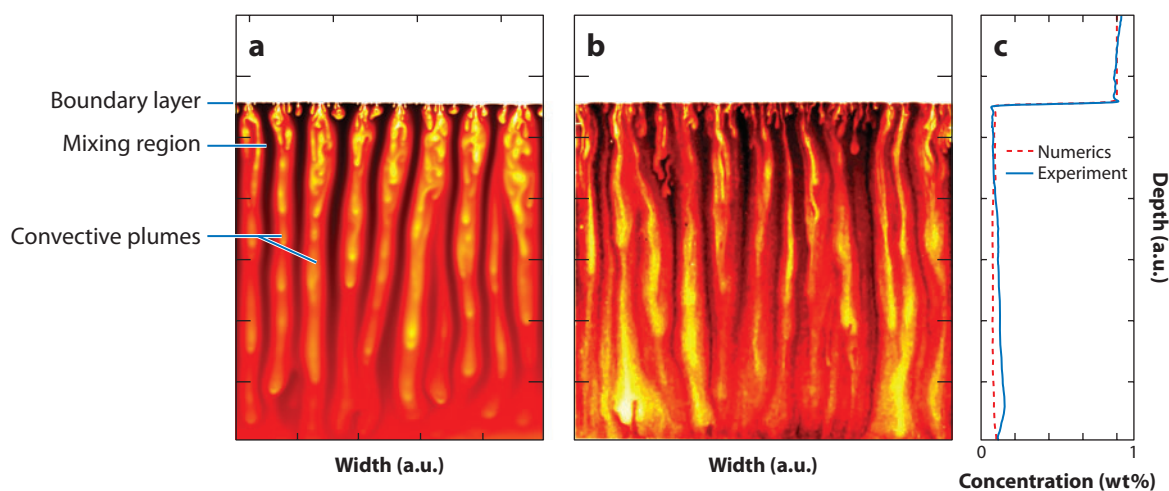 a
b
c
Boundary layer
Mixing region
Convective plumes
Numerics
Experiment
Depth (a.u.)
0
1
Width (a.u.)
Width (a.u.)
Concentration (wt%)